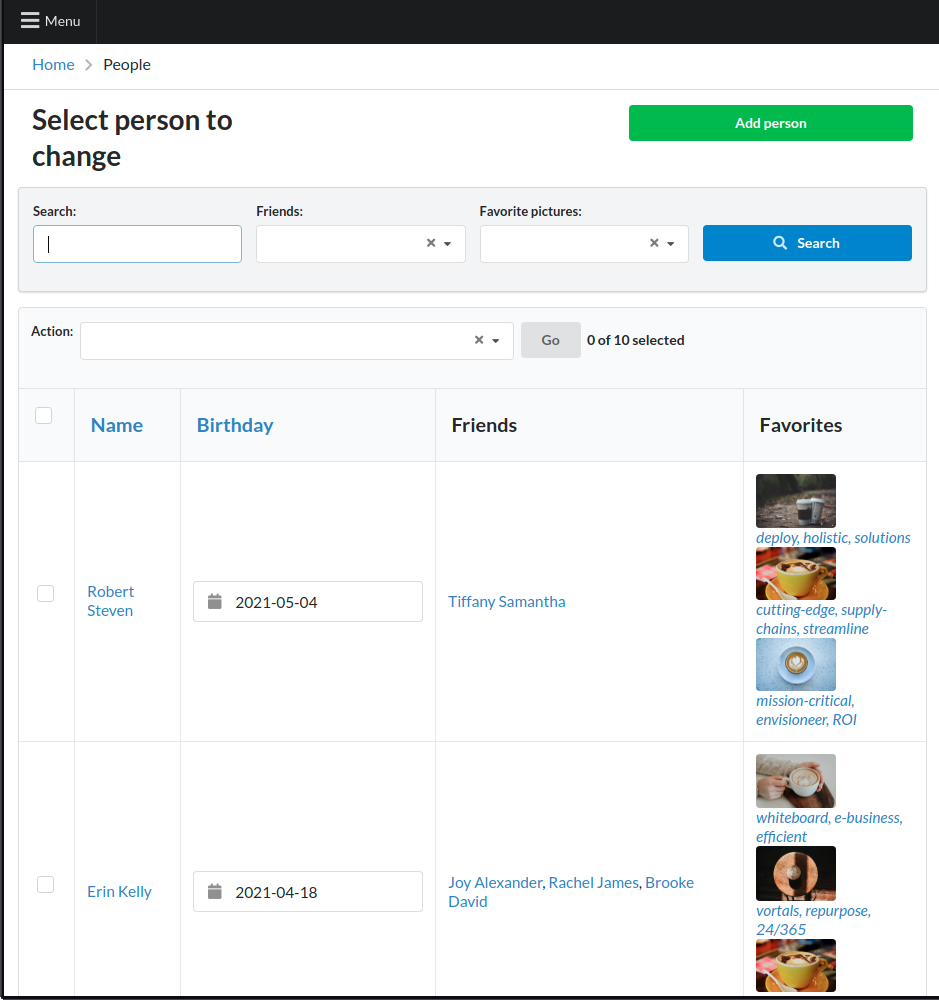 Menu
Home People
Select person to
change
Add person
Search: Friends: Favorite pictures:
Search
Action: Go 0 of 10 selected
Name Birthday Friends Favorites
Robert
Steven
2021-05-04
Tiffany Samantha
deploy, holistic, solutions
cutting-edge, supply-
chains, streamline
mission-critical,
envisioneer, ROI
Erin Kelly
2021-04-18
Joy Alexander, Rachel James, Brooke
David
whiteboard, e-business,
efficient
vortals, repurpose,
24/365